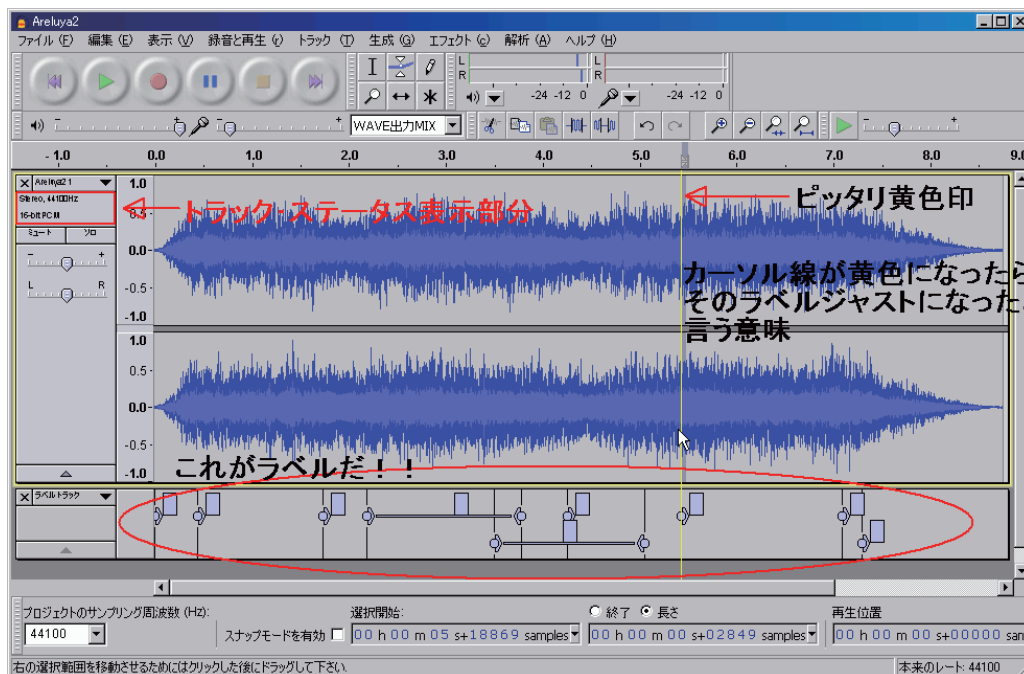 Areluya2
ファイル (F) 編集 (E) 表示 (V) 録音と再生 (r) トラック (T) 生成 (G) エフェクト (c) 解析 (A) ヘルプ (H)
L
R
-24 -12 0
L
R
-24 -12 0
WAVE出力MIX
- 1.0 0.0 1.0 2.0 3.0 4.0 5.0 6.0 7.0 8.0 9.0
Areluya2 1
Stereo, 44100Hz
16-bit PCM
ミュート ソロ
- +
L R
1.0
0.5
0.0
-0.5
-1.0
トラック・ステータス表示部分
ピッタリ黄色印
カーソル線が黄色になったら
そのラベルジャストになった
言う意味
1.0
0.5
0.0
-0.5
-1.0
これがラベルだ！！
ラベルトラック
プロジェクトのサンプリング周波数 (Hz):
44100
スナップモードを有効
選択開始:
00 h 00 m 05 s+18869 samples
終了 長さ
00 h 00 m 00 s+02849 samples
再生位置
00 h 00 m 00 s+00000 sam
右の選択範囲を移動させるためにはクリックした後にドラッグして下さい.
本来のレート: 44100